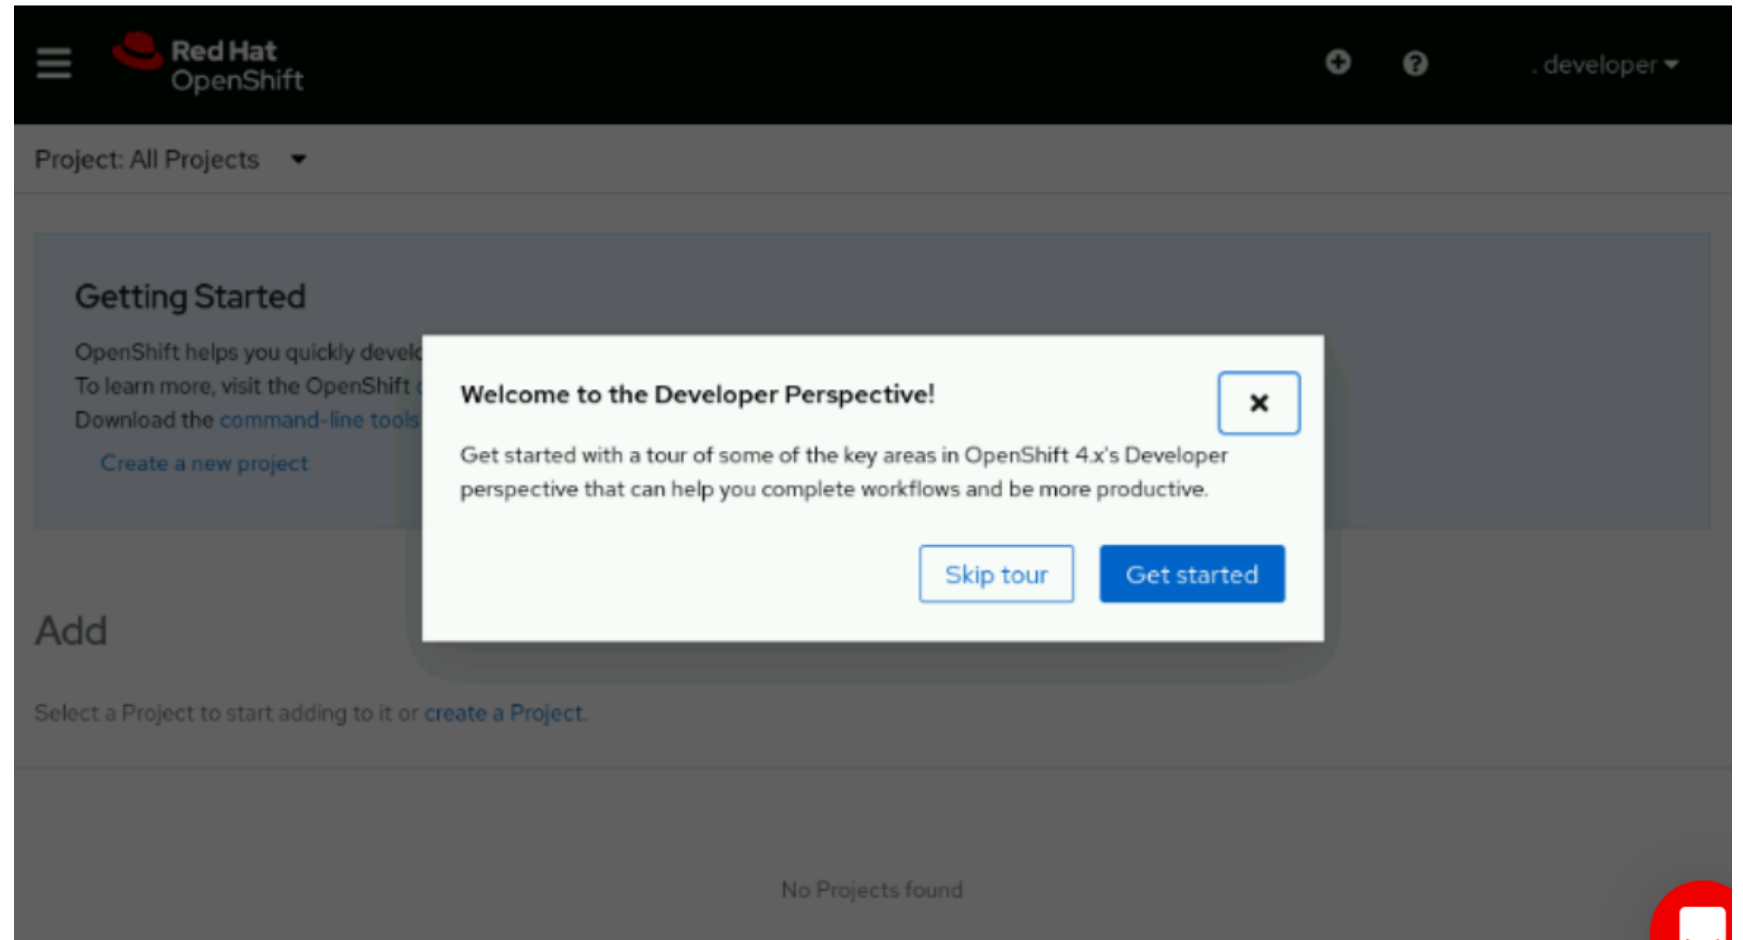 Red Hat
OpenShift
. developer
Project: All Projects
Getting Started
OpenShift helps you quickly
To learn more, visit the OpenShift
Download the command-line tools
Create a new project
Welcome to the Developer Perspective!
Get started with a tour of some of the key areas in OpenShift 4.x's Developer
perspective that can help you complete workflows and be more productive.
Skip tour
Get started
Add
Select a Project to start adding to it or create a Project.
No Projects found